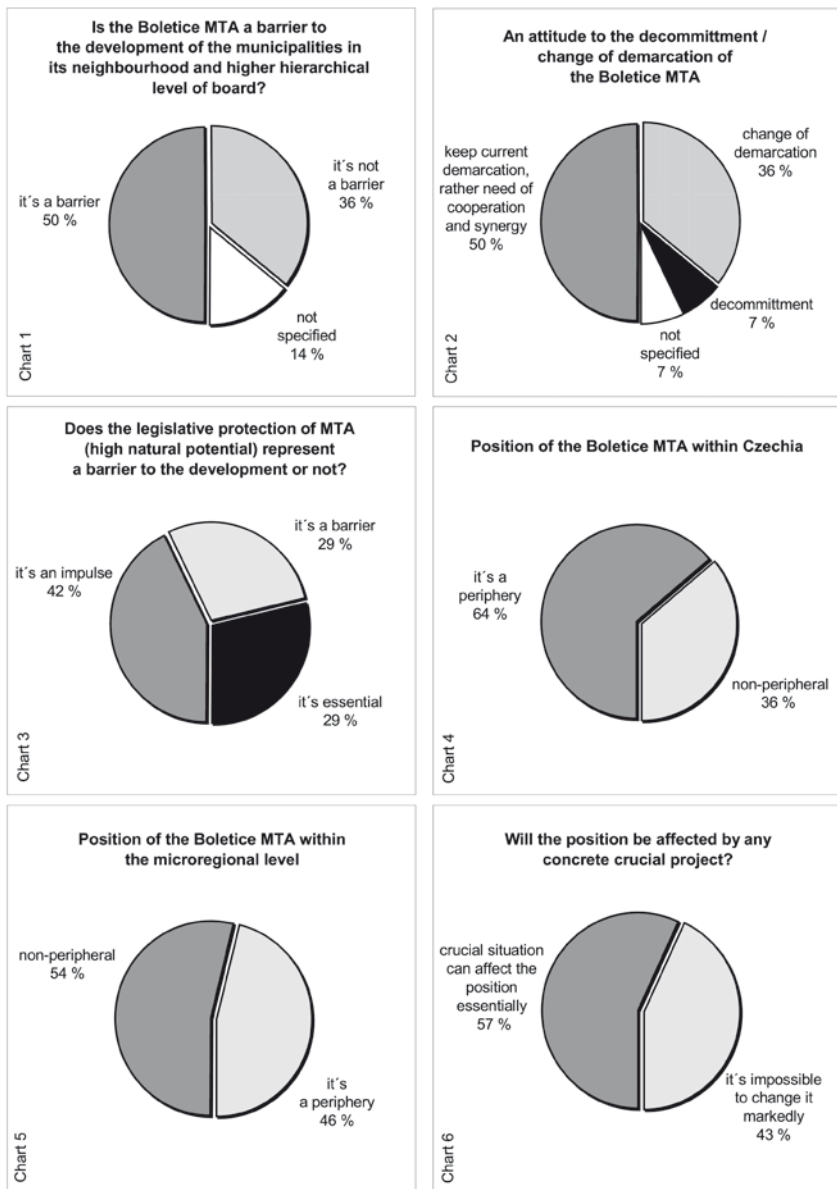 Is the Boletice MTA a barrier to
the development of the municipalities in
its neighbourhood and higher hierarchical
level of board?
it´s a barrier
50 %
it´s not
a barrier
36 %
not
specified
14 %
Chart 1
An attitude to the decommittment /
change of demarcation of
the Boletice MTA
keep current
demarcation,
rather need of
cooperation
and synergy
50 %
change of
demarcation
36 %
decommittment
7 %
not
specified
7 %
Chart 2
Does the legislative protection of MTA
(high natural potential) represent
a barrier to the development or not?
it´s an impulse
42 %
it´s a barrier
29 %
it´s essential
29 %
Chart 3
Position of the Boletice MTA within Czechia
it´s a
periphery
64 %
non-peripheral
36 %
Chart 4
Position of the Boletice MTA within
the microregional level
non-peripheral
54 %
it´s
a periphery
46 %
Chart 5
Will the position be affected by any
concrete crucial project?
crucial situation
can affect the
position
essentially
57 %
it´s impossible
to change it
markedly
43 %
Chart 6